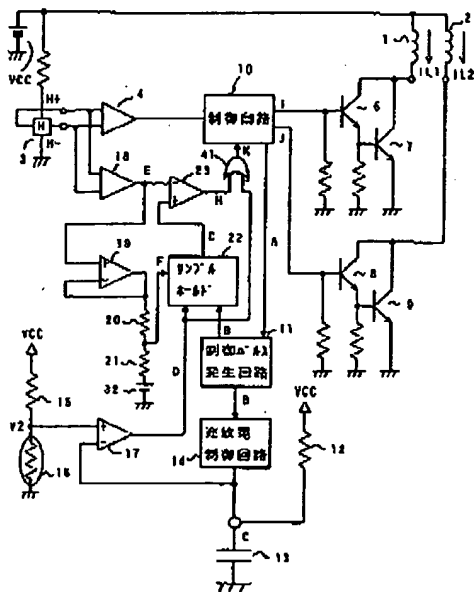 2
1
IL1
IL2
VCC
10
4
制御回路
I
6
H+
H
H-
3
J
7
K
41
18
E
23
H
C
22
A
19
F
サンプル
ホールド
8
9
20
B
11
21
D
制御パルス
発生回路
32
VCC
B
VCC
15
12
V2
17
充放電
制御回路
14
16
C
13